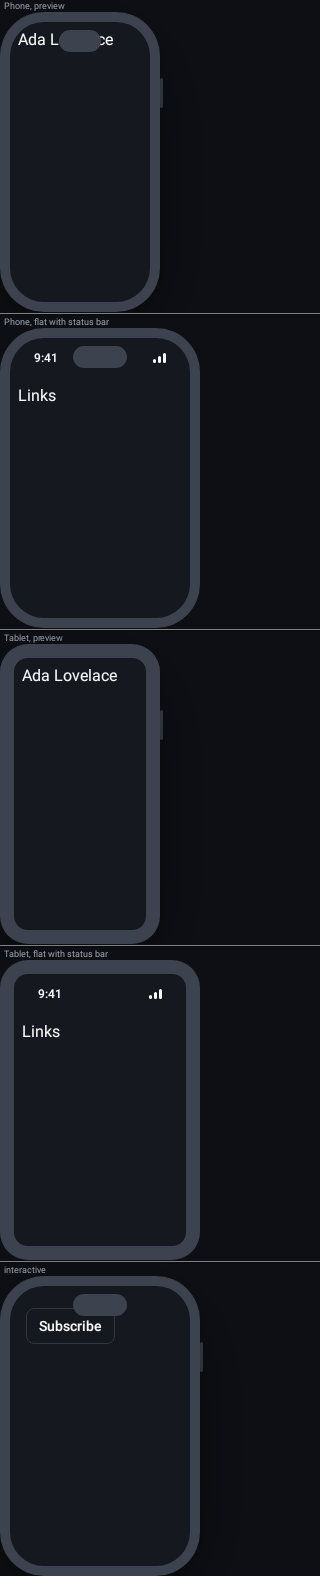 Phone, preview
Ada L ce
Phone, flat with status bar
9:41
Links
Tablet, preview
Ada Lovelace
Tablet, flat with status bar
9:41
Links
interactive
Subscribe